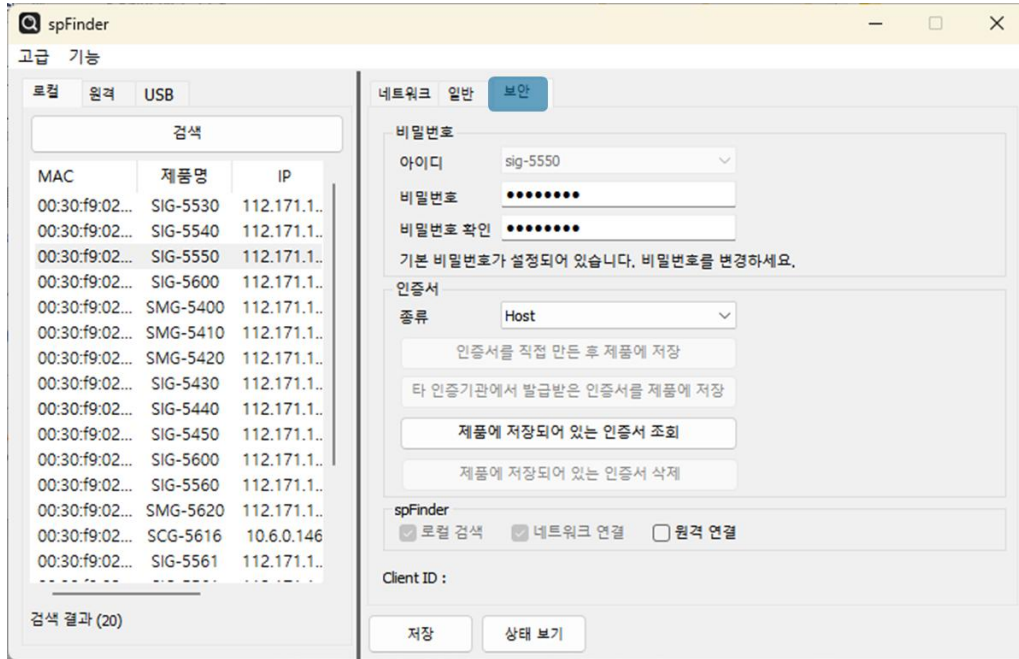 spFinder
고급 기능
로컬 원격 USB
검색
MAC 제품명 IP
00:30:f9:02... SIG-5530 112.171.1..
00:30:f9:02... SIG-5540 112.171.1..
00:30:f9:02... SIG-5550 112.171.1..
00:30:f9:02... SIG-5600 112.171.1..
00:30:f9:02... SMG-5400 112.171.1..
00:30:f9:02... SMG-5410 112.171.1..
00:30:f9:02... SMG-5420 112.171.1..
00:30:f9:02... SIG-5430 112.171.1..
00:30:f9:02... SIG-5440 112.171.1..
00:30:f9:02... SIG-5450 112.171.1..
00:30:f9:02... SIG-5600 112.171.1..
00:30:f9:02... SIG-5560 112.171.1..
00:30:f9:02... SMG-5620 112.171.1..
00:30:f9:02... SCG-5616 10.6.0.146
00:30:f9:02... SIG-5561 112.171.1..
검색 결과 (20)
네트워크 일반 보안
비밀번호
아이디 sig-5550
비밀번호 ●●●●●●●●
비밀번호 확인 ●●●●●●●●
기본 비밀번호가 설정되어 있습니다. 비밀번호를 변경하세요.
인증서
종류 Host
인증서를 직접 만든 후 제품에 저장
타 인증기관에서 발급받은 인증서를 제품에 저장
제품에 저장되어 있는 인증서 조회
제품에 저장되어 있는 인증서 삭제
spFinder
로컬 검색 네트워크 연결 원격 연결
Client ID :
저장 상태 보기